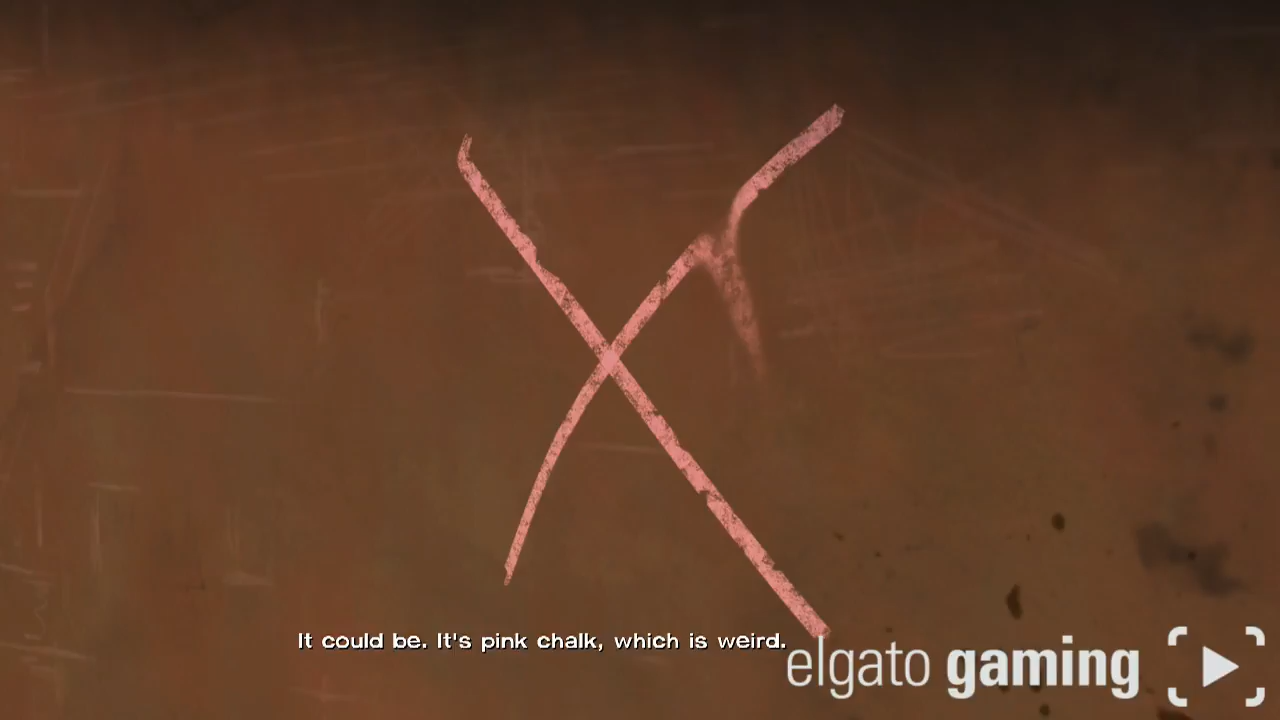 X
It could be. It's pink chalk, which is weird.
elgato gaming